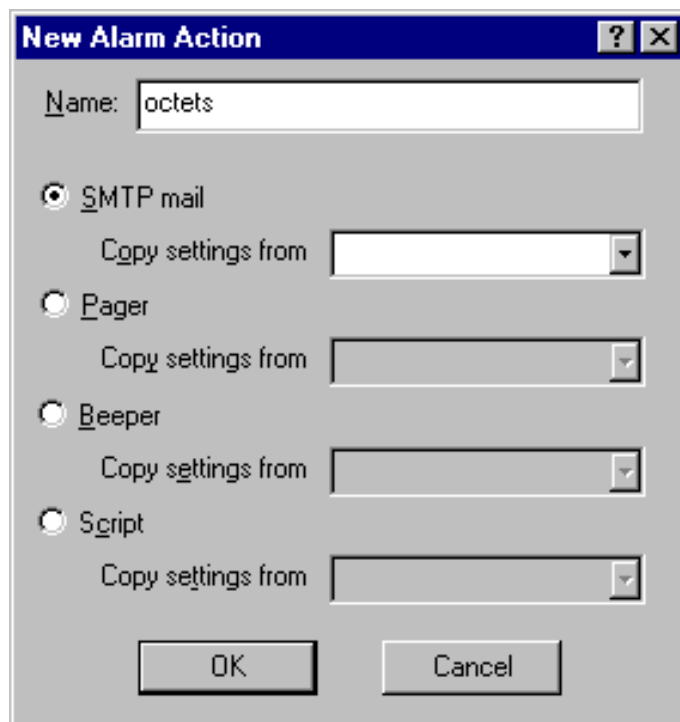 New Alarm Action
Name: octets
SMTP mail
Copy settings from
Pager
Copy settings from
Beeper
Copy settings from
Script
Copy settings from
OK Cancel